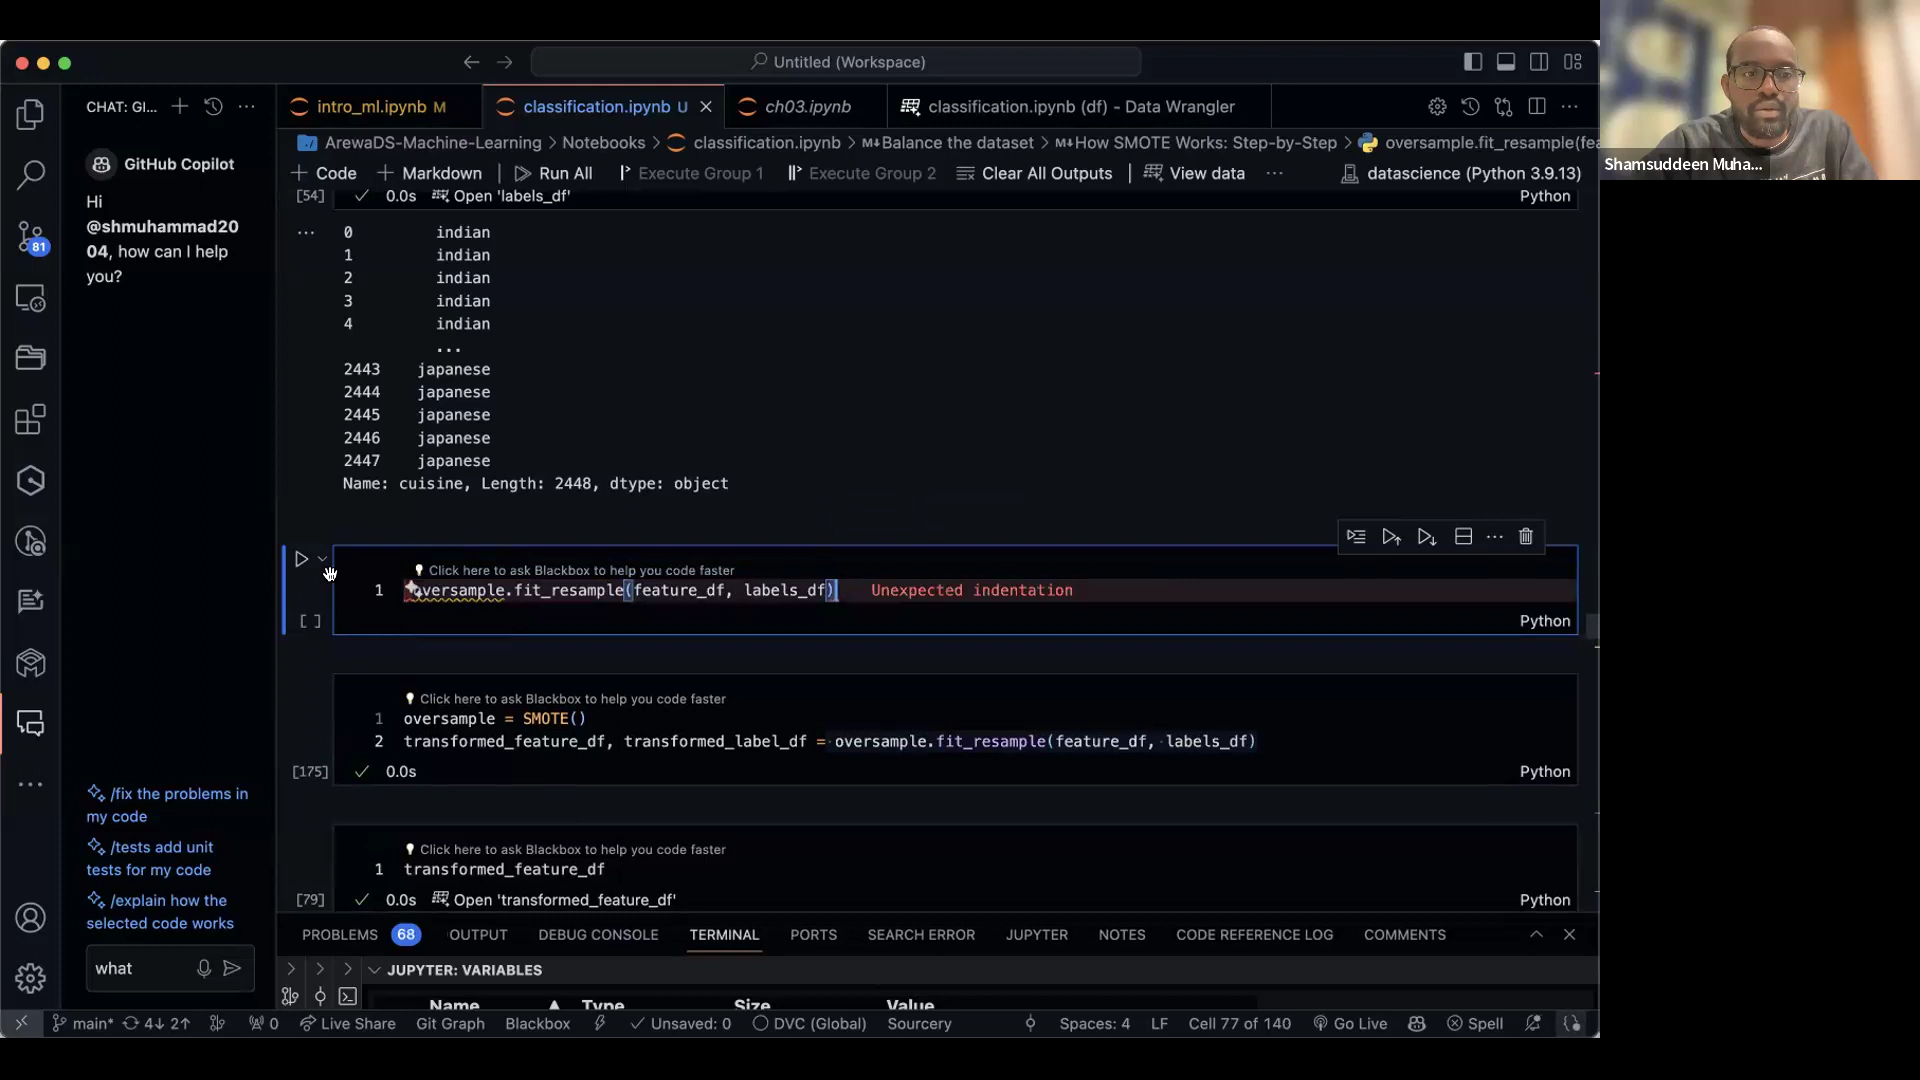 Untitled (Workspace)
CHAT: GI...
intro_ml.ipynb M
classification.ipynb U
ch03.ipynb
classification.ipynb (df) - Data Wrangler
ArewaDS-Machine-Learning > Notebooks > classification.ipynb > M↓Balance the dataset > M↓How SMOTE Works: Step-by-Step > oversample.fit_resample(fea
+ Code + Markdown Run All Execute Group 1 Execute Group 2 Clear All Outputs View data ... datascience (Python 3.9.13)
Shamsuddeen Muha...
GitHub Copilot
Hi
@shmuhammad20
04, how can I help
you?
81
[54] ✓ 0.0s Open 'labels_df' Python
... 0 indian
1 indian
2 indian
3 indian
4 indian
...
2443 japanese
2444 japanese
2445 japanese
2446 japanese
2447 japanese
Name: cuisine, Length: 2448, dtype: object
Click here to ask Blackbox to help you code faster
1 oversample.fit_resample(feature_df, labels_df) Unexpected indentation
[ ] Python
Click here to ask Blackbox to help you code faster
1 oversample = SMOTE()
2 transformed_feature_df, transformed_label_df = oversample.fit_resample(feature_df, labels_df)
[175] ✓ 0.0s Python
Click here to ask Blackbox to help you code faster
1 transformed_feature_df
[79] ✓ 0.0s Open 'transformed_feature_df' Python
/fix the problems in
my code
/tests add unit
tests for my code
/explain how the
selected code works
what
PROBLEMS 68 OUTPUT DEBUG CONSOLE TERMINAL PORTS SEARCH ERROR JUPYTER NOTES CODE REFERENCE LOG COMMENTS
JUPYTER: VARIABLES
Name ▲ Type Size Value
main* 4↓ 2↑ 0 Live Share Git Graph Blackbox Unsaved: 0 DVC (Global) Sourcery Spaces: 4 LF Cell 77 of 140 Go Live Spell